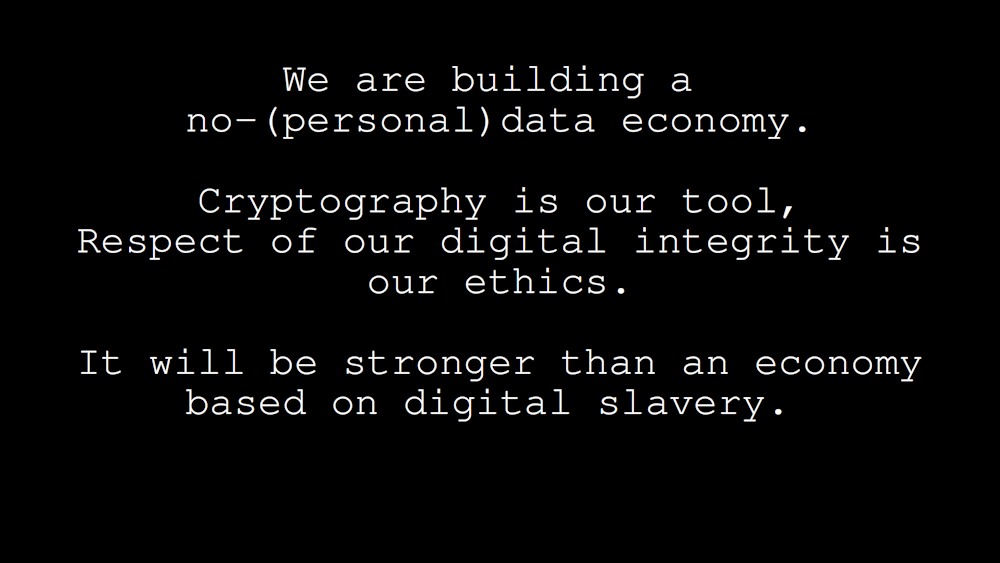 We are building a
no-(personal)data economy.
Cryptography is our tool,
Respect of our digital integrity is
our ethics.
It will be stronger than an economy
based on digital slavery.